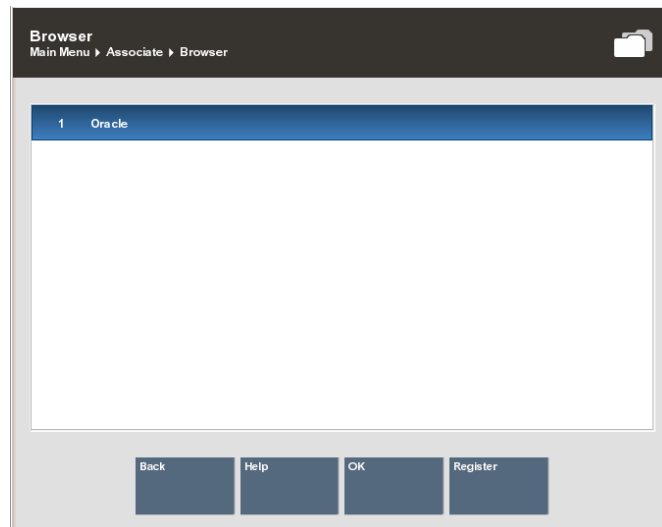 Browser
Main Menu ▸ Associate ▸ Browser
1 Oracle
Back Help OK Register